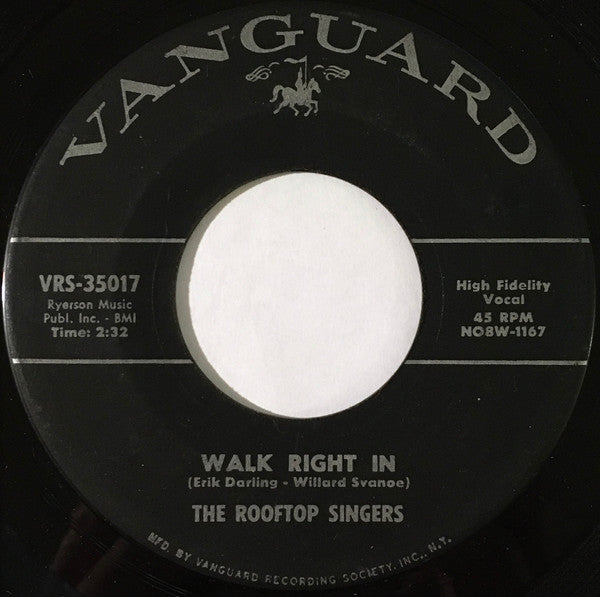 VANGUARD
VRS-35017
Ryerson Music
Publ. Inc. - BMI
Time: 2:32
High Fidelity
Vocal
45 RPM
NO8W-1167
WALK RIGHT IN
(Erik Darling - Willard Svanoe)
THE ROOFTOP SINGERS
MFD. BY VANGUARD RECORDING SOCIETY, INC., N.Y.